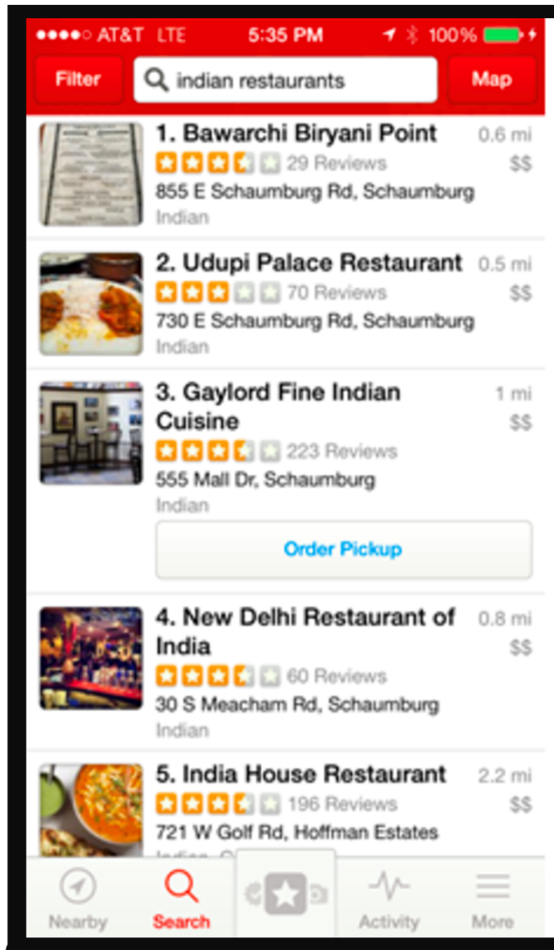 AT&T LTE 5:35 PM 100%
Filter indian restaurants Map
1. Bawarchi Biryani Point 0.6 mi
29 Reviews $$
855 E Schaumburg Rd, Schaumburg
Indian
2. Udupi Palace Restaurant 0.5 mi
70 Reviews $$
730 E Schaumburg Rd, Schaumburg
Indian
3. Gaylord Fine Indian 1 mi
Cuisine $$
223 Reviews
555 Mall Dr, Schaumburg
Indian
Order Pickup
4. New Delhi Restaurant of 0.8 mi
India $$
60 Reviews
30 S Meacham Rd, Schaumburg
Indian
5. India House Restaurant 2.2 mi
196 Reviews $$
721 W Golf Rd, Hoffman Estates
Nearby Search Activity More